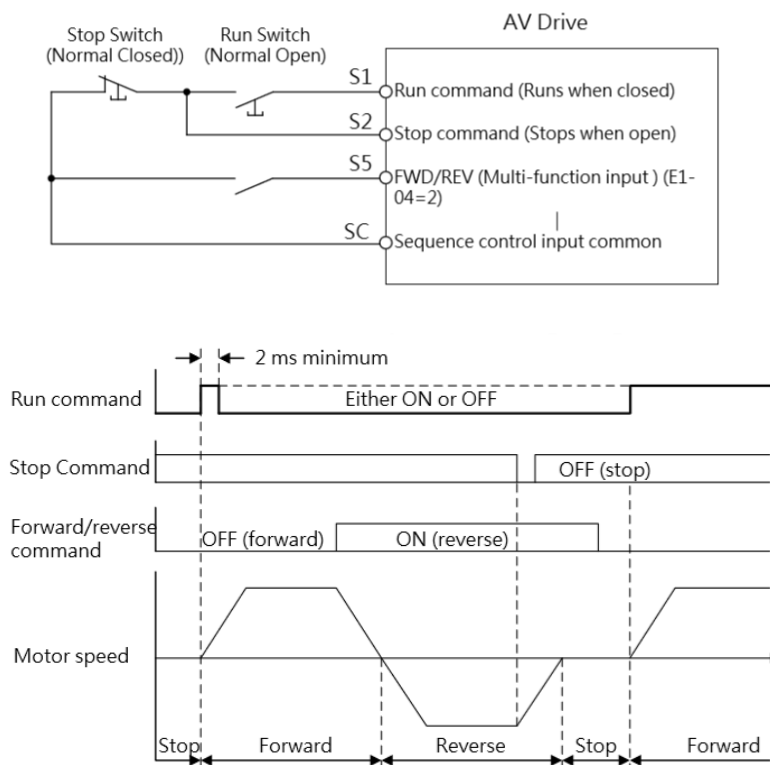 AV Drive
Stop Switch
(Normal Closed))
Run Switch
(Normal Open)
S1
Run command (Runs when closed)
S2
Stop command (Stops when open)
S5
FWD/REV (Multi-function input ) (E1-
04=2)
SC
Sequence control input common
2 ms minimum
Run command
Either ON or OFF
Stop Command
OFF (stop)
Forward/reverse
command
OFF (forward)
ON (reverse)
Motor speed
Stop
Forward
Reverse
Stop
Forward